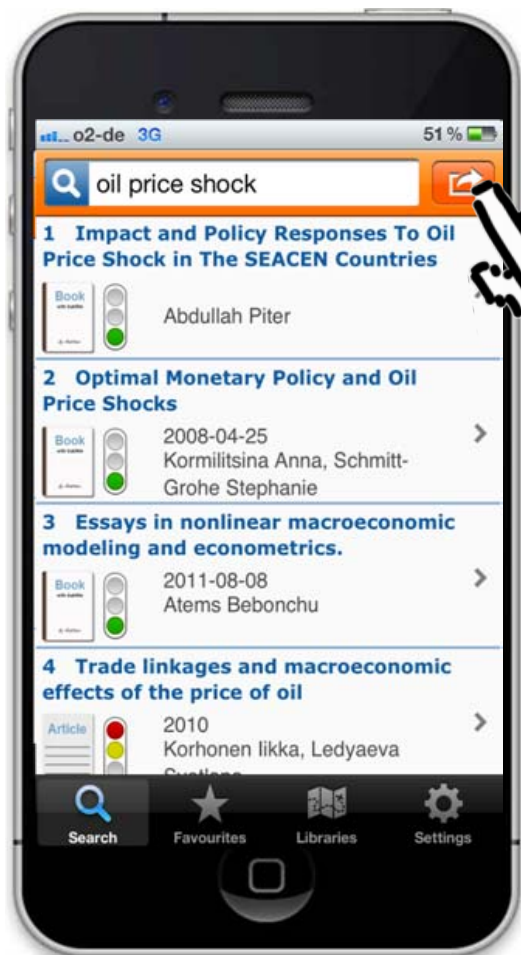 o2-de 3G 51 %
oil price shock
1 Impact and Policy Responses To Oil
Price Shock in The SEACEN Countries
Book
Abdullah Piter
2 Optimal Monetary Policy and Oil
Price Shocks
Book
2008-04-25
Kormilitsina Anna, Schmitt-
Grohe Stephanie
3 Essays in nonlinear macroeconomic
modeling and econometrics.
Book
2011-08-08
Atems Bebonchu
4 Trade linkages and macroeconomic
effects of the price of oil
Article
2010
Korhonen Iikka, Ledyaeva
Search Favourites Libraries Settings